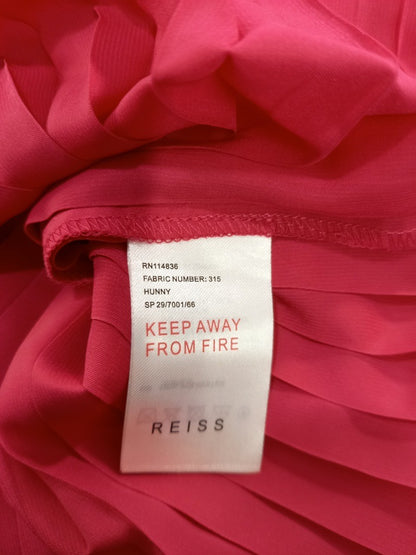 RN114836
FABRIC NUMBER: 315
HUNNY
SP 29/7001/66
KEEP AWAY
FROM FIRE
REISS